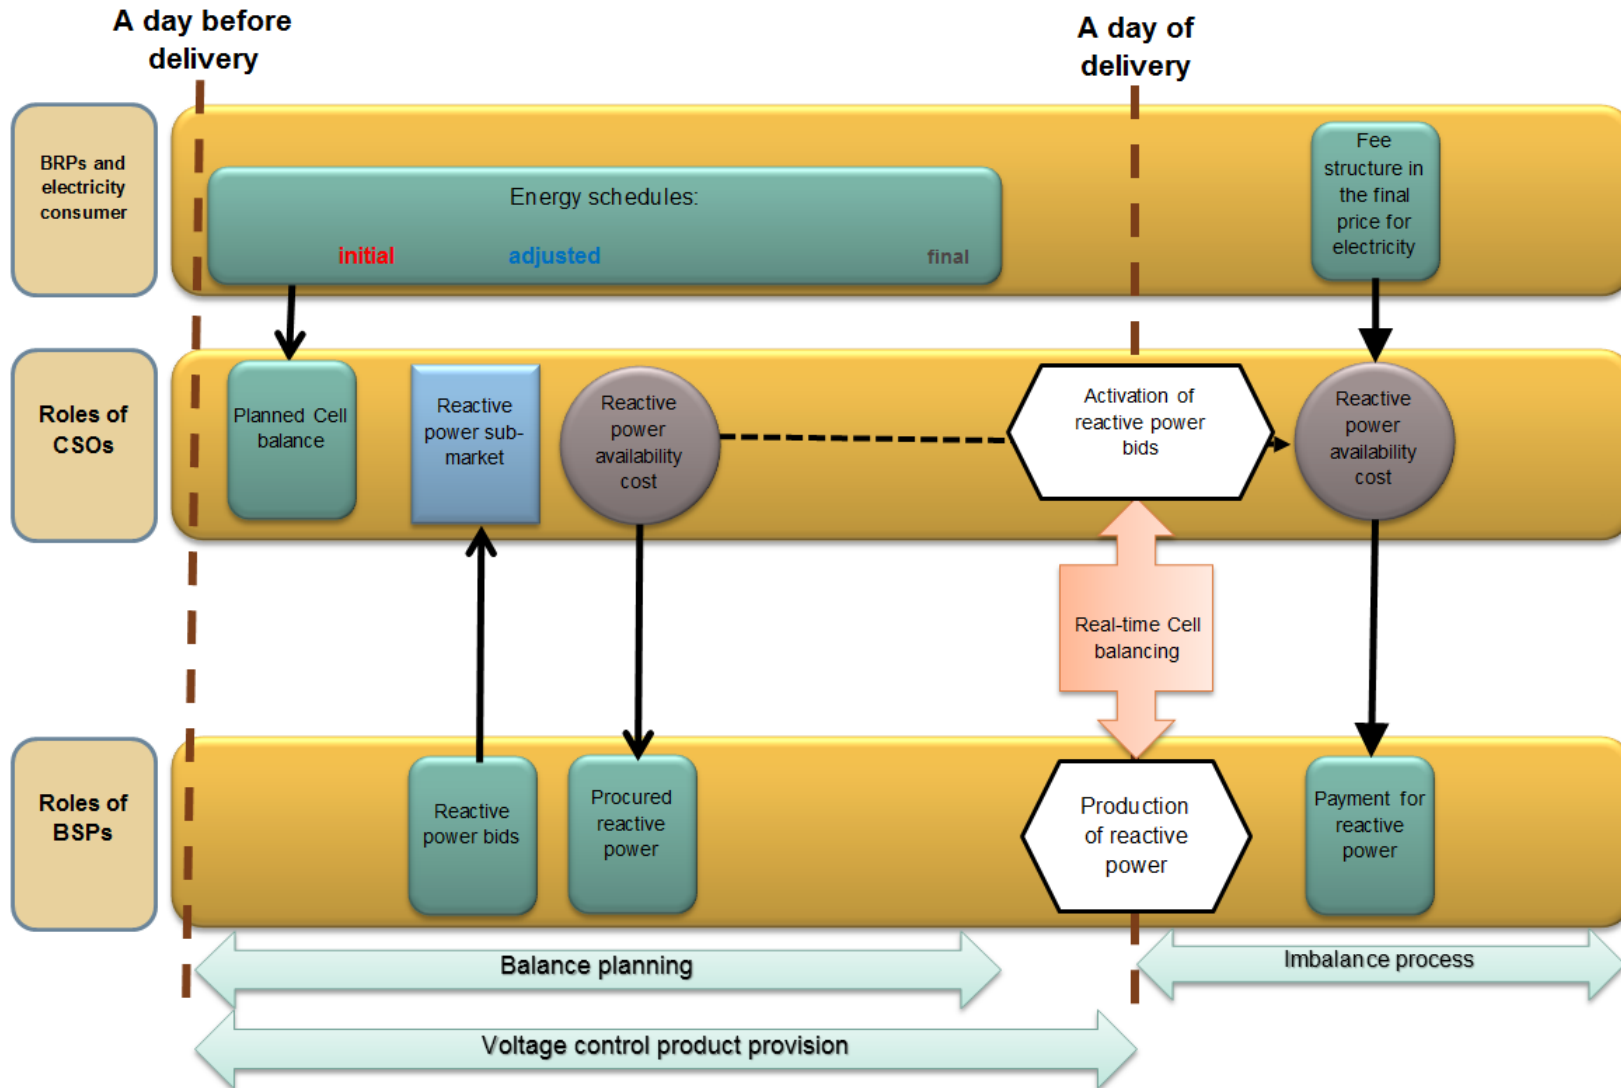 A day before
delivery
A day of
delivery
BRPs and
electricity
consumer
Energy schedules:
initial
adjusted
final
Fee
structure in
the final
price for
electricity
Roles of
CSOs
Planned Cell
balance
Reactive
power sub-
market
Reactive
power
availability
cost
Activation of
reactive power
bids
Reactive
power
availability
cost
Real-time Cell
balancing
Roles of
BSPs
Reactive
power bids
Procured
reactive
power
Production
of reactive
power
Payment for
reactive
power
Balance planning
Imbalance process
Voltage control product provision